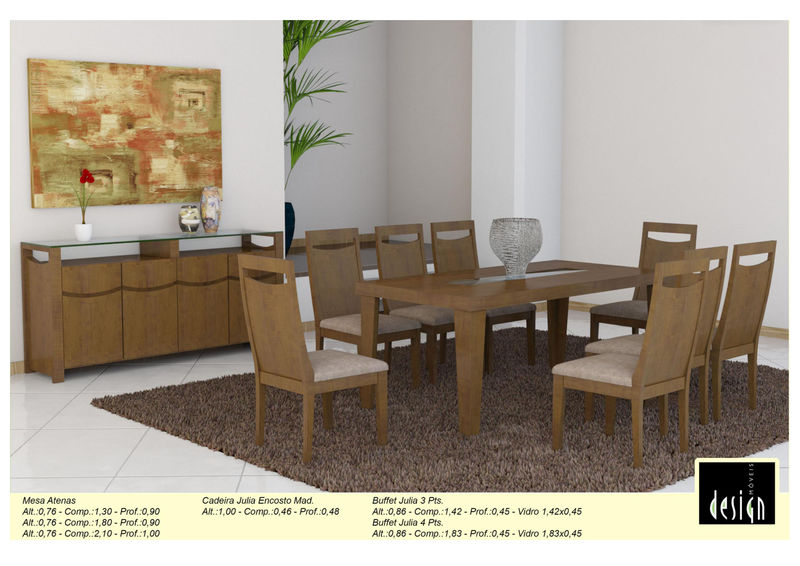 Mesa Atenas
Alt.:0,76 - Comp.:1,30 - Prof.:0,90
Alt.:0,76 - Comp.:1,80 - Prof.:0,90
Alt.:0,76 - Comp.:2,10 - Prof.:1,00
Cadeira Julia Encosto Mad.
Alt.:1,00 - Comp.:0,46 - Prof.:0,48
Buffet Julia 3 Pts.
Alt.:0,86 - Comp.:1,42 - Prof.:0,45 - Vidro 1,42x0,45
Buffet Julia 4 Pts.
Alt.:0,86 - Comp.:1,83 - Prof.:0,45 - Vidro 1,83x0,45
design
MÓVEIS